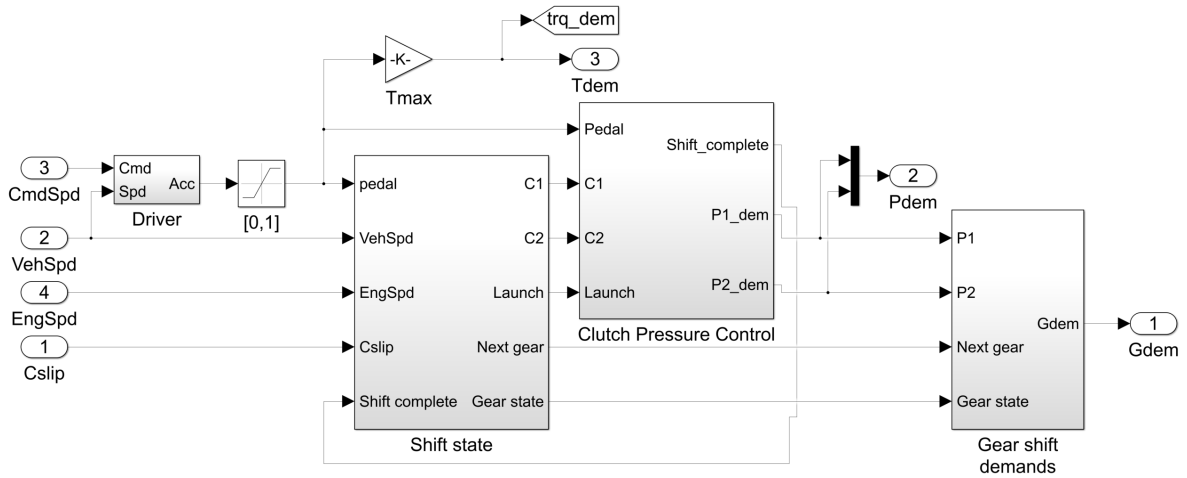 trq_dem
-K-
Tmax
3
Tdem
Pedal
C1
C2
Launch
Shift_complete
P1_dem
P2_dem
Clutch Pressure Control
3
CmdSpd
2
VehSpd
4
EngSpd
1
Cslip
Cmd
Spd
Acc
Driver
[0,1]
pedal
VehSpd
EngSpd
Cslip
Shift complete
C1
C2
Launch
Next gear
Gear state
Shift state
2
Pdem
P1
P2
Next gear
Gear state
Gdem
Gear shift
demands
1
Gdem